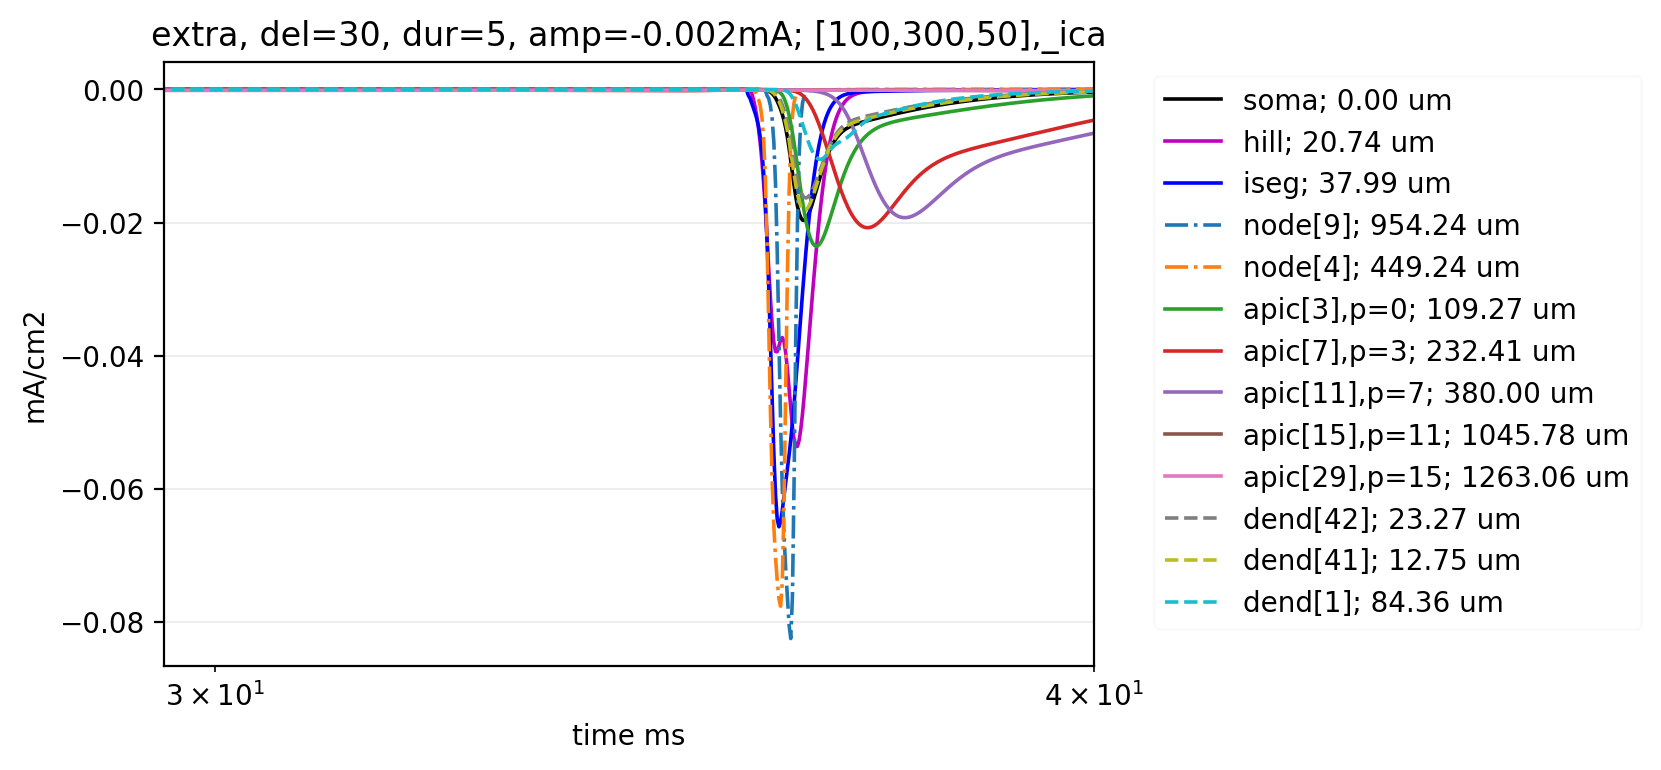 extra, del=30, dur=5, amp=-0.002mA; [100,300,50],_ica
0.00
−0.02
−0.04
−0.06
−0.08
mA/cm2
3 × 10¹
4 × 10¹
time ms
soma; 0.00 um
hill; 20.74 um
iseg; 37.99 um
node[9]; 954.24 um
node[4]; 449.24 um
apic[3],p=0; 109.27 um
apic[7],p=3; 232.41 um
apic[11],p=7; 380.00 um
apic[15],p=11; 1045.78 um
apic[29],p=15; 1263.06 um
dend[42]; 23.27 um
dend[41]; 12.75 um
dend[1]; 84.36 um